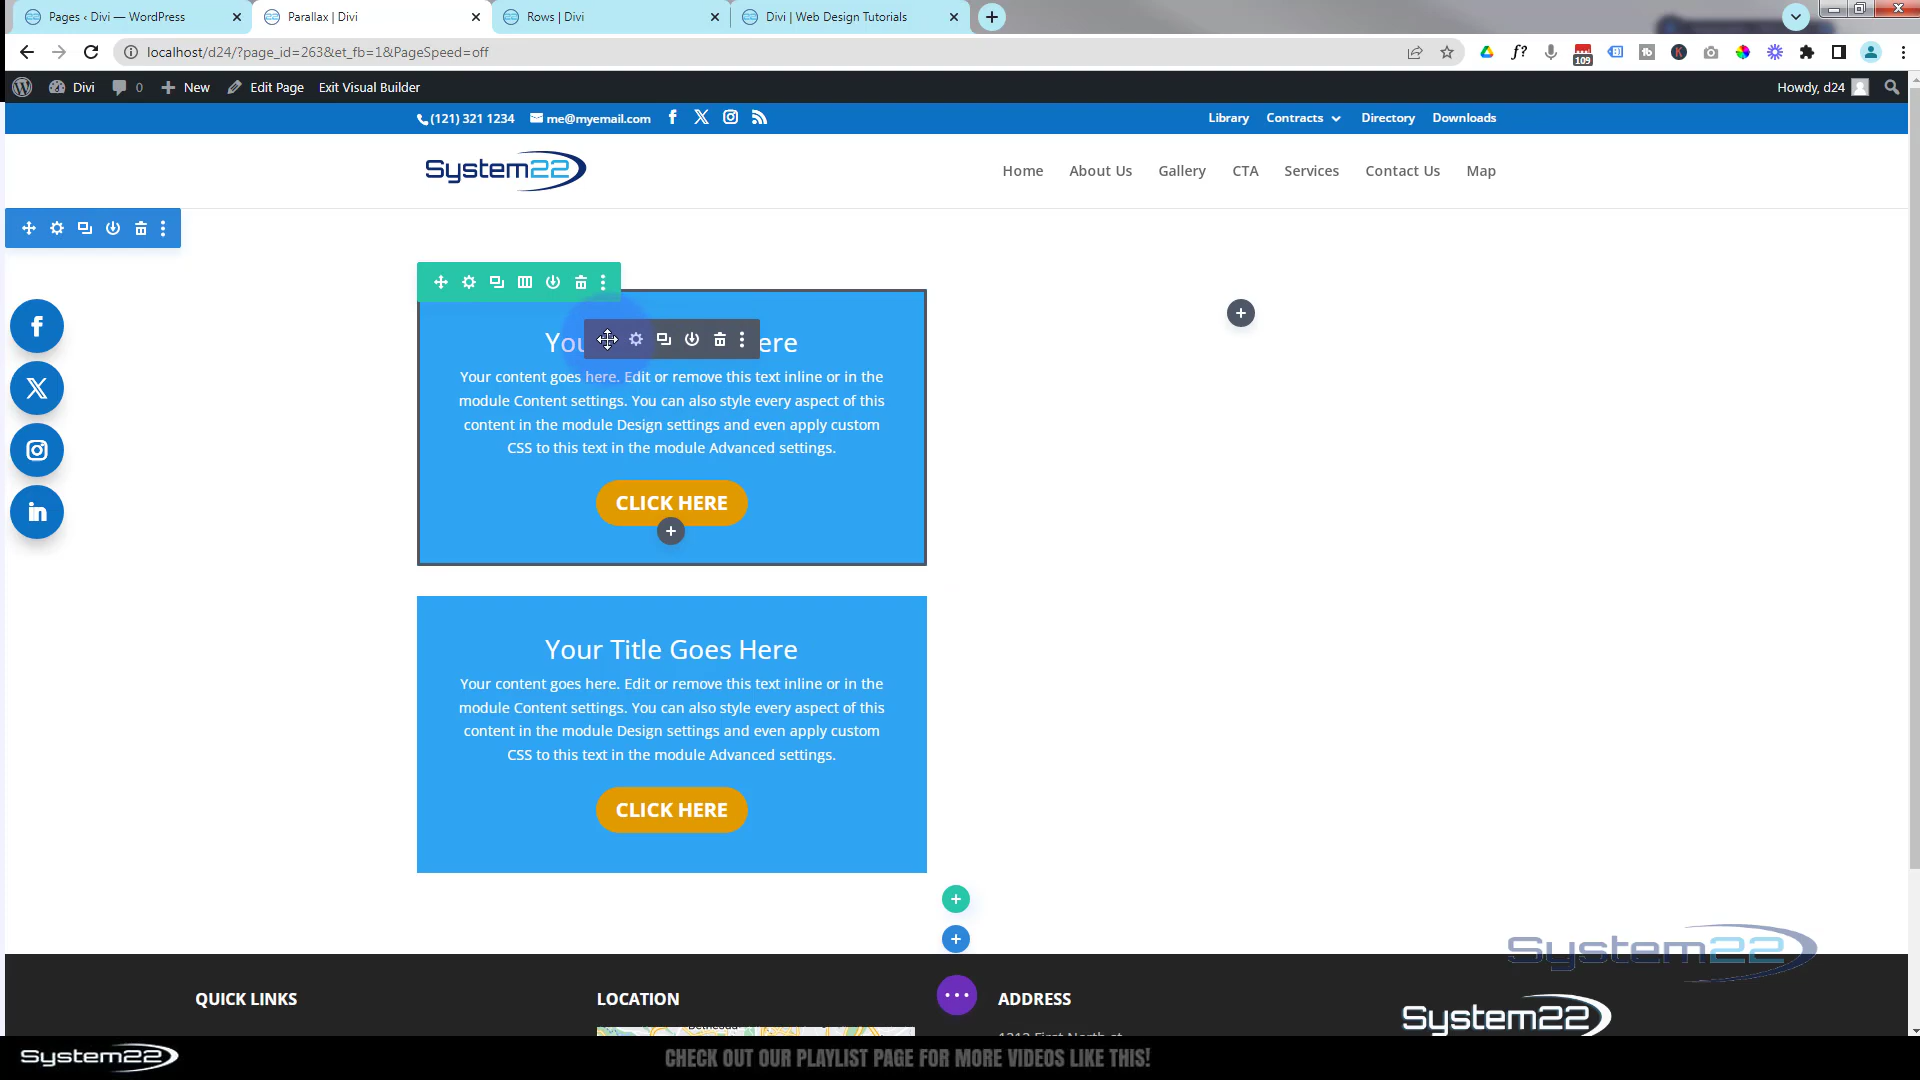 Pages ‹ Divi — WordPress
Parallax | Divi
Rows | Divi
Divi | Web Design Tutorials
localhost/d24/?page_id=263&et_fb=1&PageSpeed=off
109
Divi
0
New
Edit Page
Exit Visual Builder
Howdy, d24
(121) 321 1234
me@myemail.com
Library
Contracts
Directory
Downloads
System22
Home
About Us
Gallery
CTA
Services
Contact Us
Map
Your content goes here. Edit or remove this text inline or in the
module Content settings. You can also style every aspect of this
content in the module Design settings and even apply custom
CSS to this text in the module Advanced settings.
CLICK HERE
Your Title Goes Here
Your content goes here. Edit or remove this text inline or in the
module Content settings. You can also style every aspect of this
content in the module Design settings and even apply custom
CSS to this text in the module Advanced settings.
CLICK HERE
System22
QUICK LINKS
LOCATION
ADDRESS
System22
System22
CHECK OUT OUR PLAYLIST PAGE FOR MORE VIDEOS LIKE THIS!